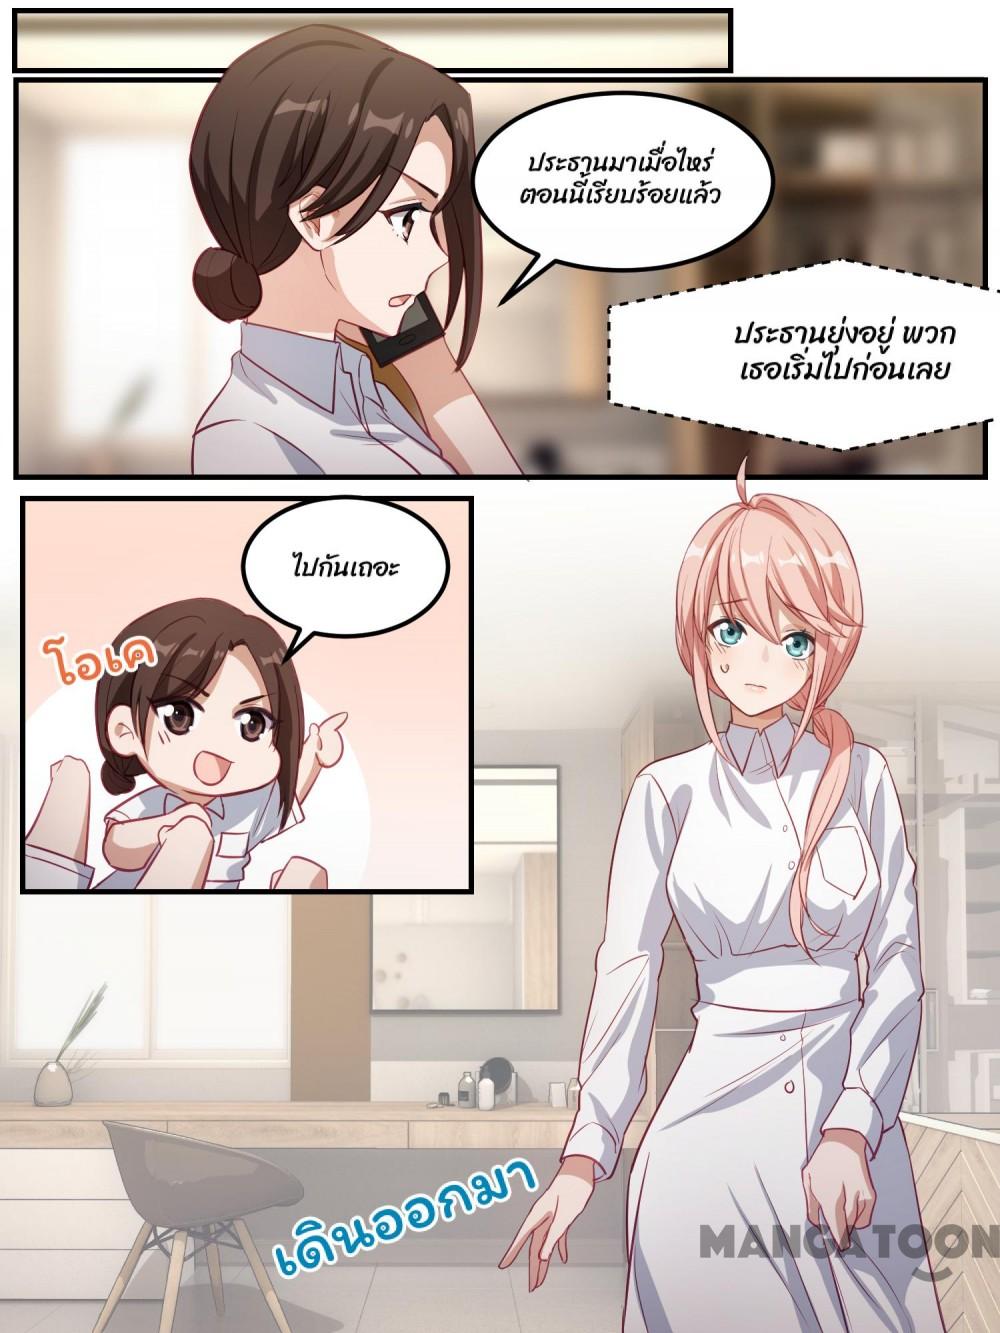 ประธานมาเมื่อไหร่
ตอนนี้เรียบร้อยแล้ว
ประธานยุ่งอยู่ พวก
เธอเริ่มไปก่อนเลย
ไปกันเถอะ
โอเค
เดินออกมา
MANGATOON